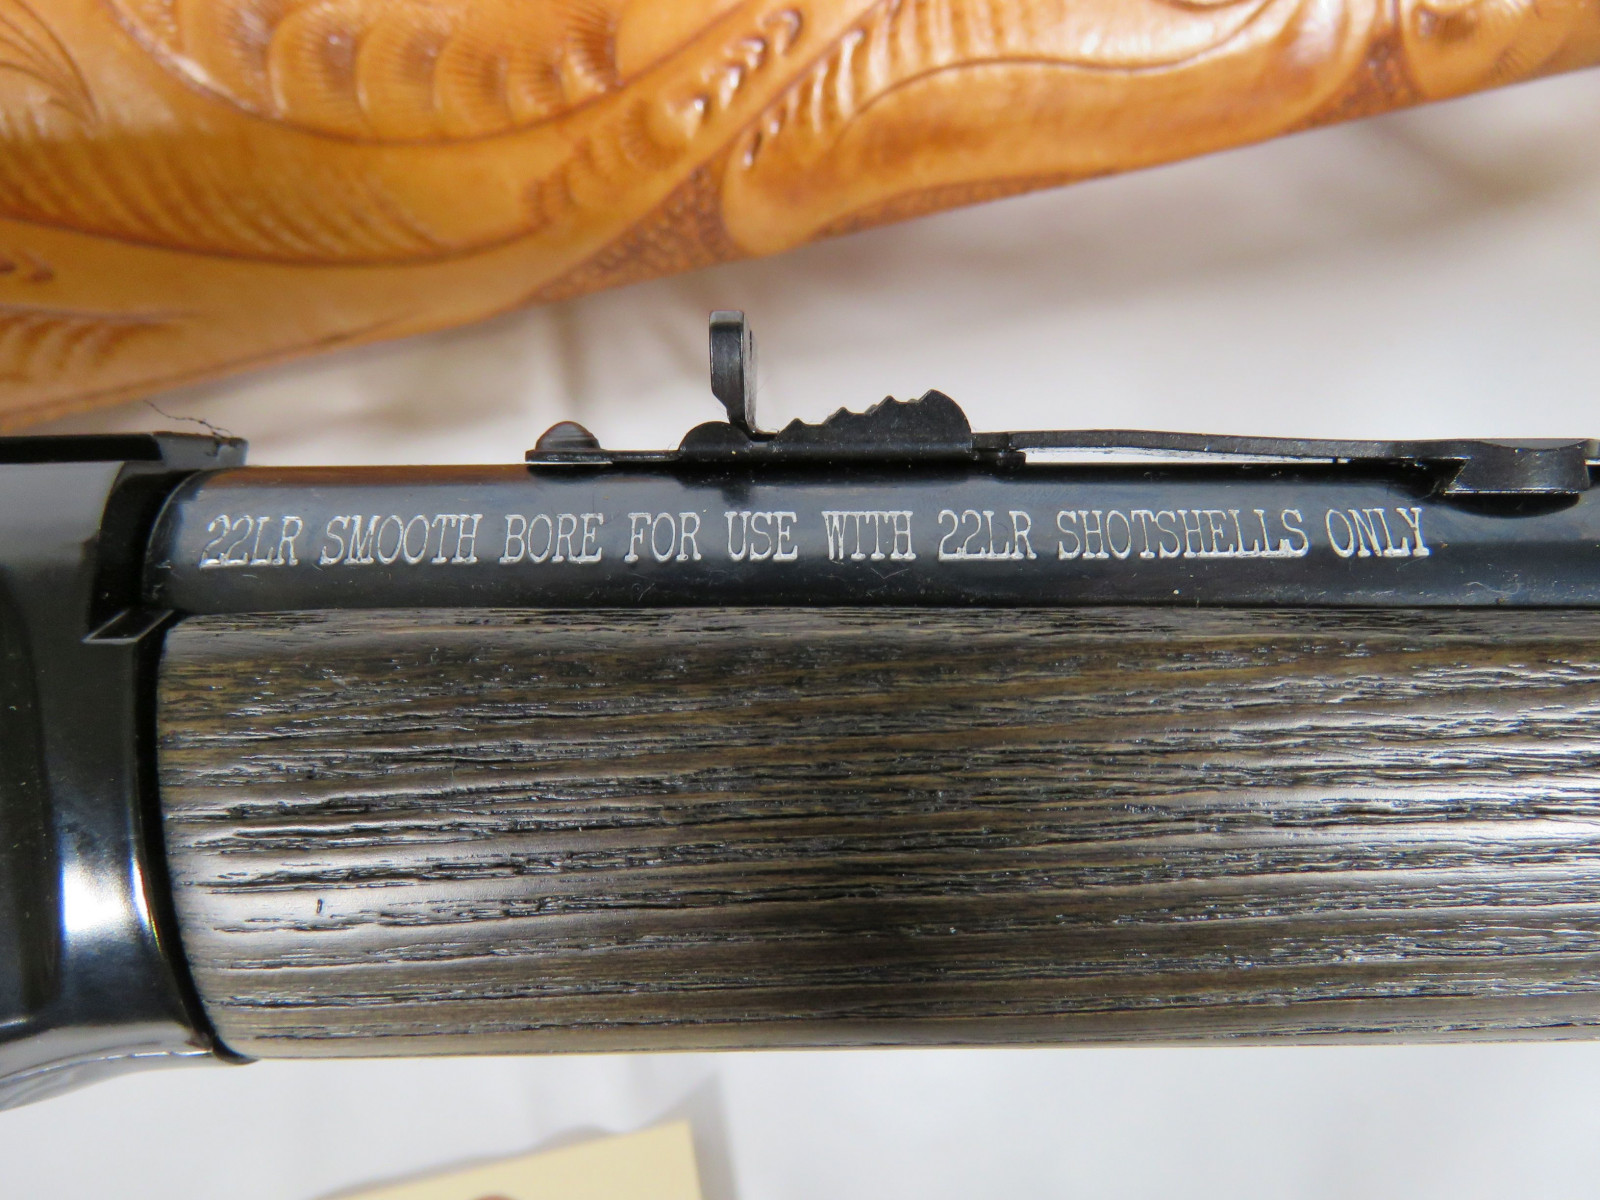 22LR SMOOTH BORE FOR USE WITH 22LR SHOTSHELLS ONLY